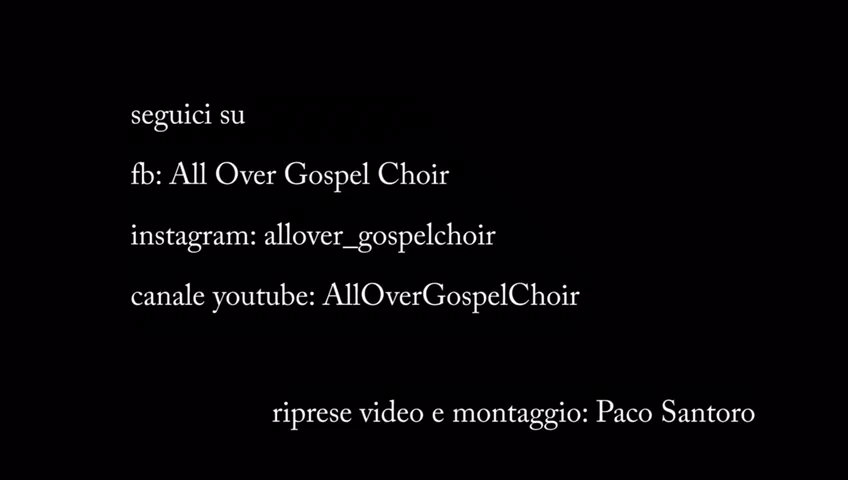 seguici su
fb: All Over Gospel Choir
instagram: allover_gospelchoir
canale youtube: AllOverGospelChoir
riprese video e montaggio: Paco Santoro